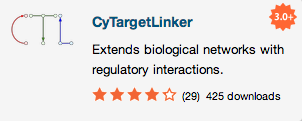 3.0+
CyTargetLinker
Extends biological networks with
regulatory interactions.
(29) 425 downloads